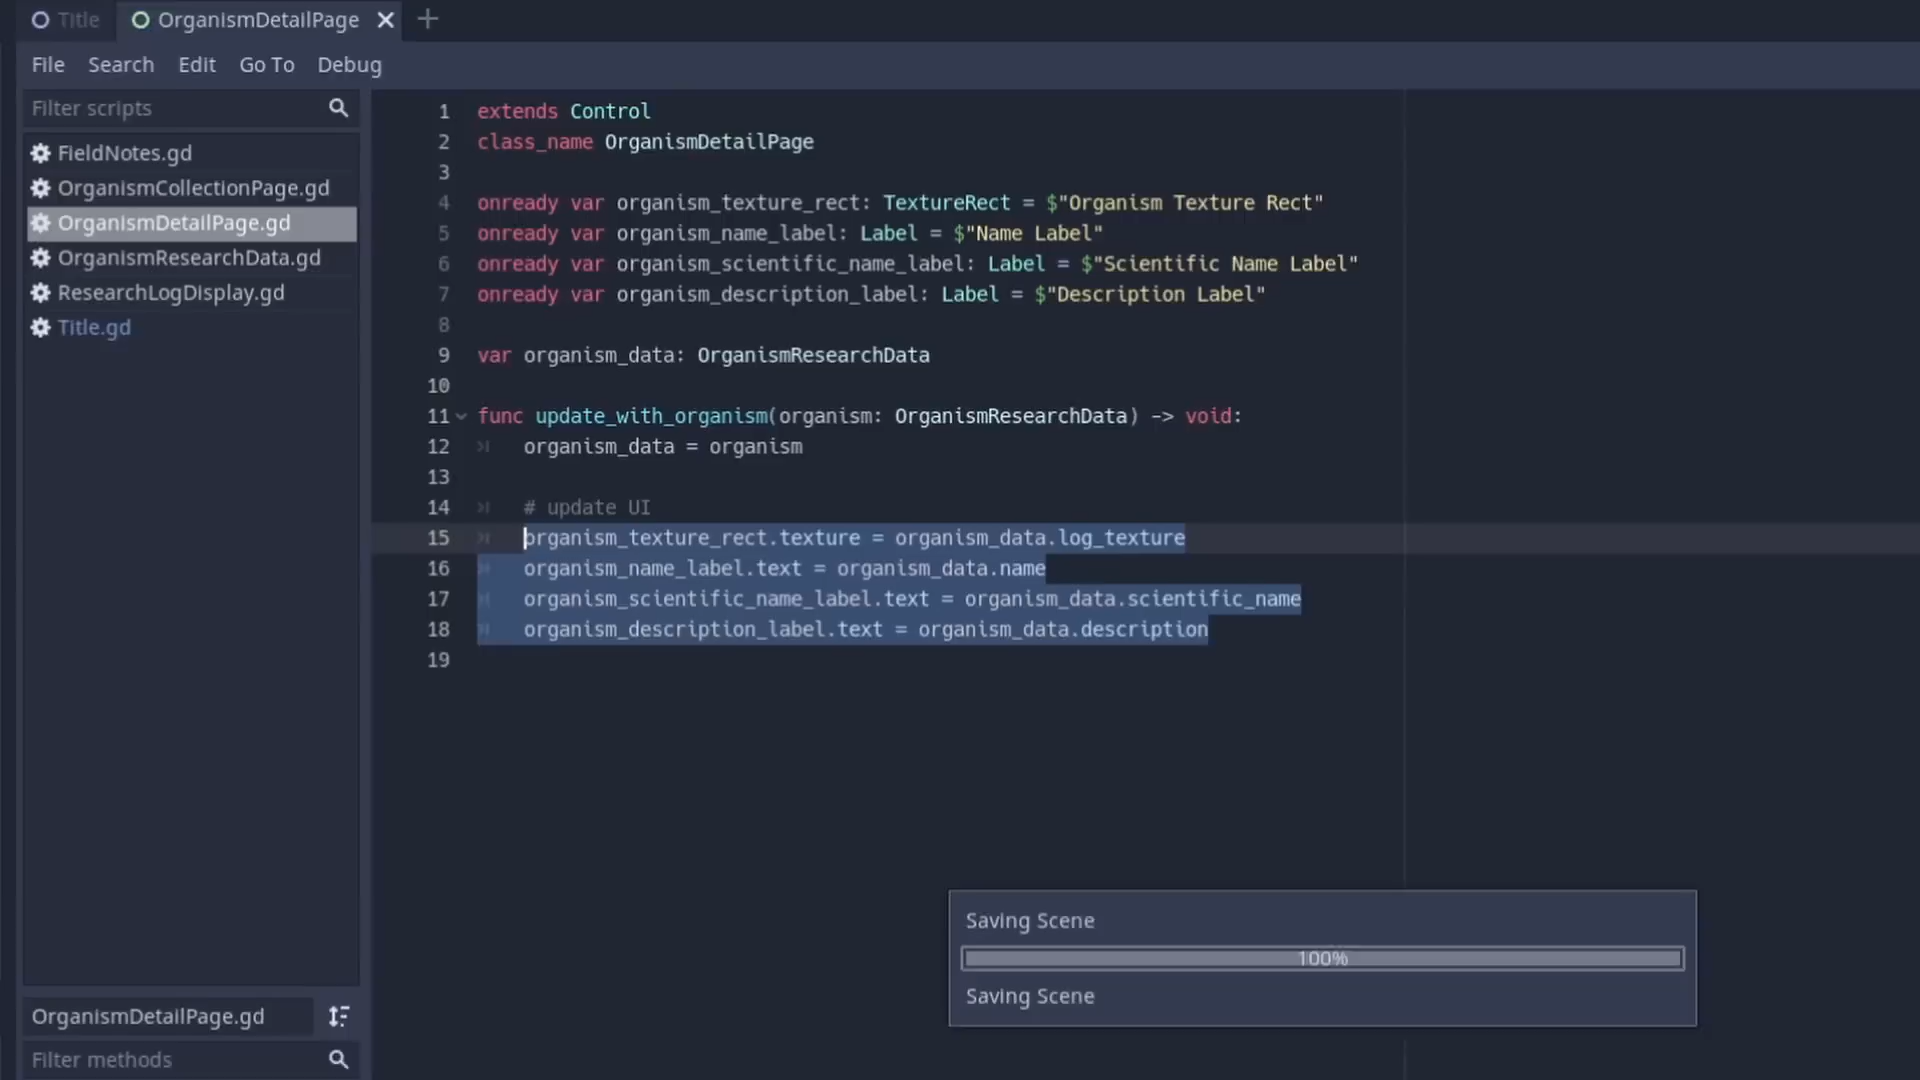 Title
OrganismDetailPage
File Search Edit Go To Debug
Filter scripts
FieldNotes.gd
OrganismCollectionPage.gd
OrganismDetailPage.gd
OrganismResearchData.gd
ResearchLogDisplay.gd
Title.gd
OrganismDetailPage.gd
Filter methods
1 extends Control
2 class_name OrganismDetailPage
3
4 onready var organism_texture_rect: TextureRect = $"Organism Texture Rect"
5 onready var organism_name_label: Label = $"Name Label"
6 onready var organism_scientific_name_label: Label = $"Scientific Name Label"
7 onready var organism_description_label: Label = $"Description Label"
8
9 var organism_data: OrganismResearchData
10
11 func update_with_organism(organism: OrganismResearchData) -> void:
12 organism_data = organism
13
14 # update UI
15 organism_texture_rect.texture = organism_data.log_texture
16 organism_name_label.text = organism_data.name
17 organism_scientific_name_label.text = organism_data.scientific_name
18 organism_description_label.text = organism_data.description
19
Saving Scene
100%
Saving Scene